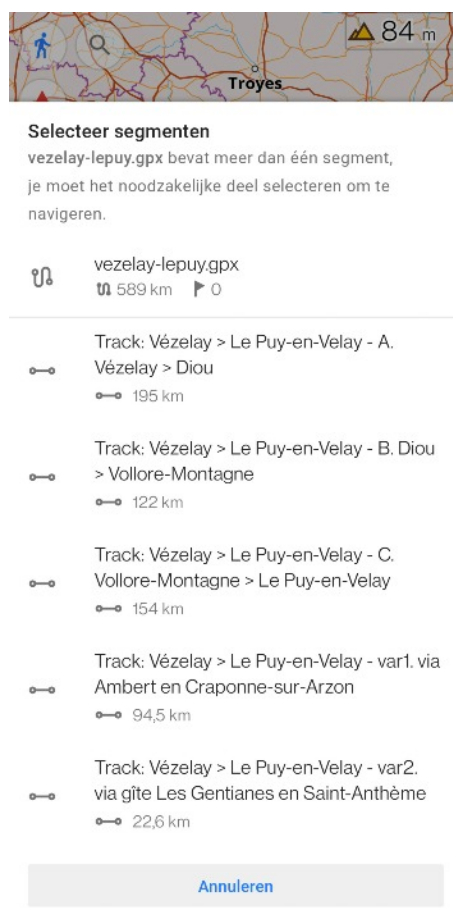 84 m
Troyes
Selecteer segmenten
vezelay-lepuy.gpx bevat meer dan één segment,
je moet het noodzakelijke deel selecteren om te
navigeren.
vezelay-lepuy.gpx
589 km 0
Track: Vézelay > Le Puy-en-Velay - A.
Vézelay > Diou
195 km
Track: Vézelay > Le Puy-en-Velay - B. Diou
> Vollore-Montagne
122 km
Track: Vézelay > Le Puy-en-Velay - C.
Vollore-Montagne > Le Puy-en-Velay
154 km
Track: Vézelay > Le Puy-en-Velay - var1. via
Ambert en Craponne-sur-Arzon
94,5 km
Track: Vézelay > Le Puy-en-Velay - var2.
via gîte Les Gentianes en Saint-Anthème
22,6 km
Annuleren